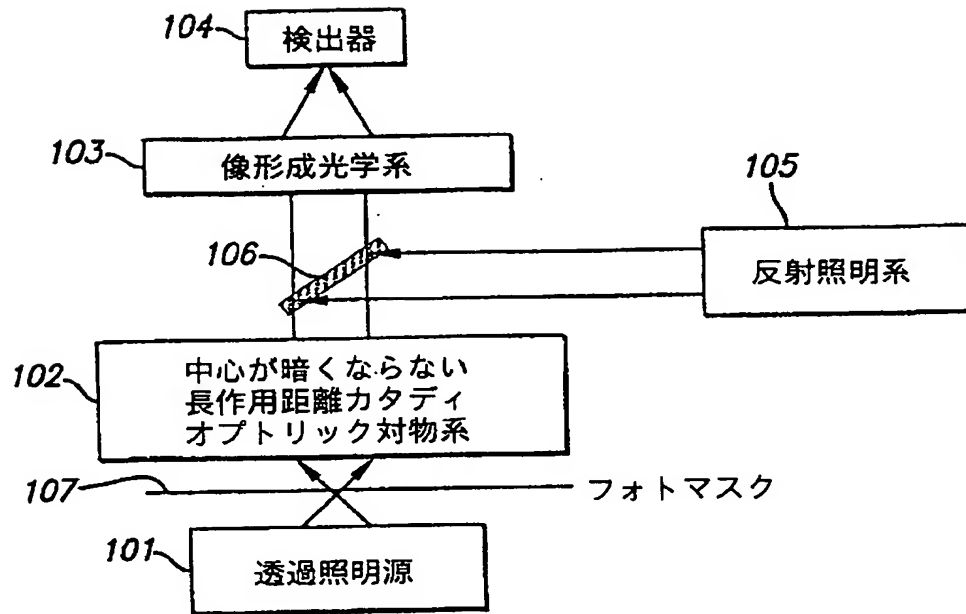 104
検出器
103
像形成光学系
105
106
反射照明系
102
中心が暗くならない
長作用距離カタディ
オプトリック対物系
107
フォトマスク
101
透過照明源